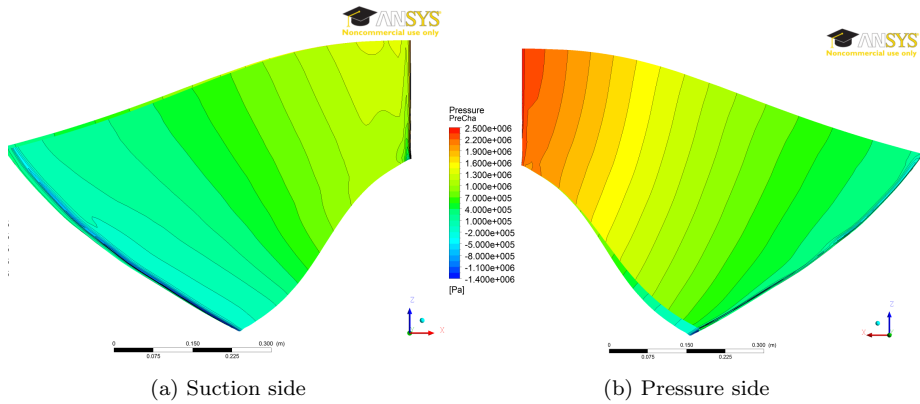 ANSYS
Noncommercial use only
ANSYS
Noncommercial use only
Pressure
PreCha
2.500e+006
2.200e+006
1.900e+006
1.600e+006
1.300e+006
1.000e+006
7.000e+005
4.000e+005
1.000e+005
-2.000e+005
-5.000e+005
-8.000e+005
-1.100e+006
-1.400e+006
[Pa]
Z
X
Z
X
0 0.150 0.300 (m)
0.075 0.225
0 0.150 0.300 (m)
0.075 0.225
(a) Suction side
(b) Pressure side